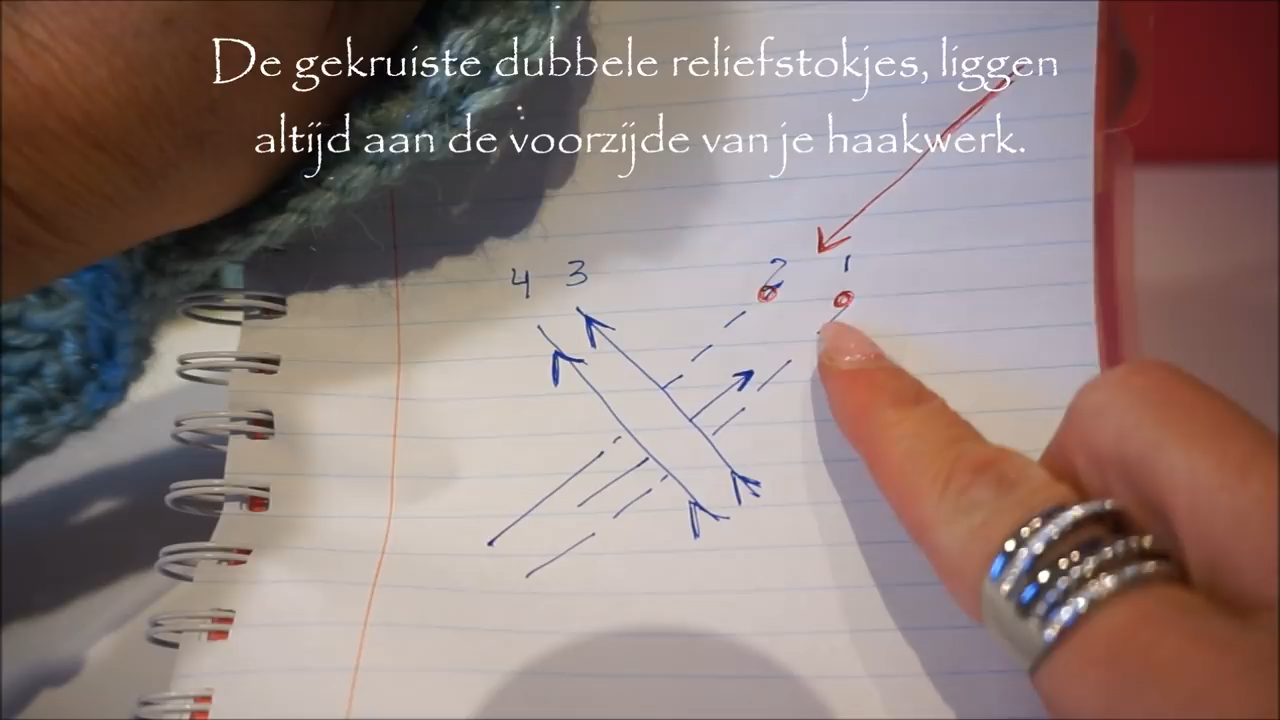 De gekruiste dubbele reliefstokjes, liggen
altijd aan de voorzijde van je haakwerk.
4 3 2 1